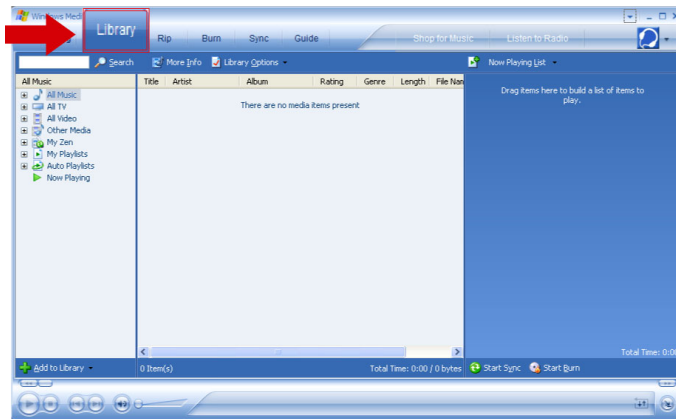 Windows Medi
Library
Rip Burn Sync Guide Shop for Music Listen to Radio
Search More Info Library Options Now Playing List
All Music Title Artist Album Rating Genre Length File Nam
All Music
All TV
All Video
Other Media
My Zen
My Playlists
Auto Playlists
Now Playing
There are no media items present
Drag items here to build a list of items to
play.
Total Time: 0:0
Add to Library 0 Item(s) Total Time: 0:00 / 0 bytes Start Sync Start Burn